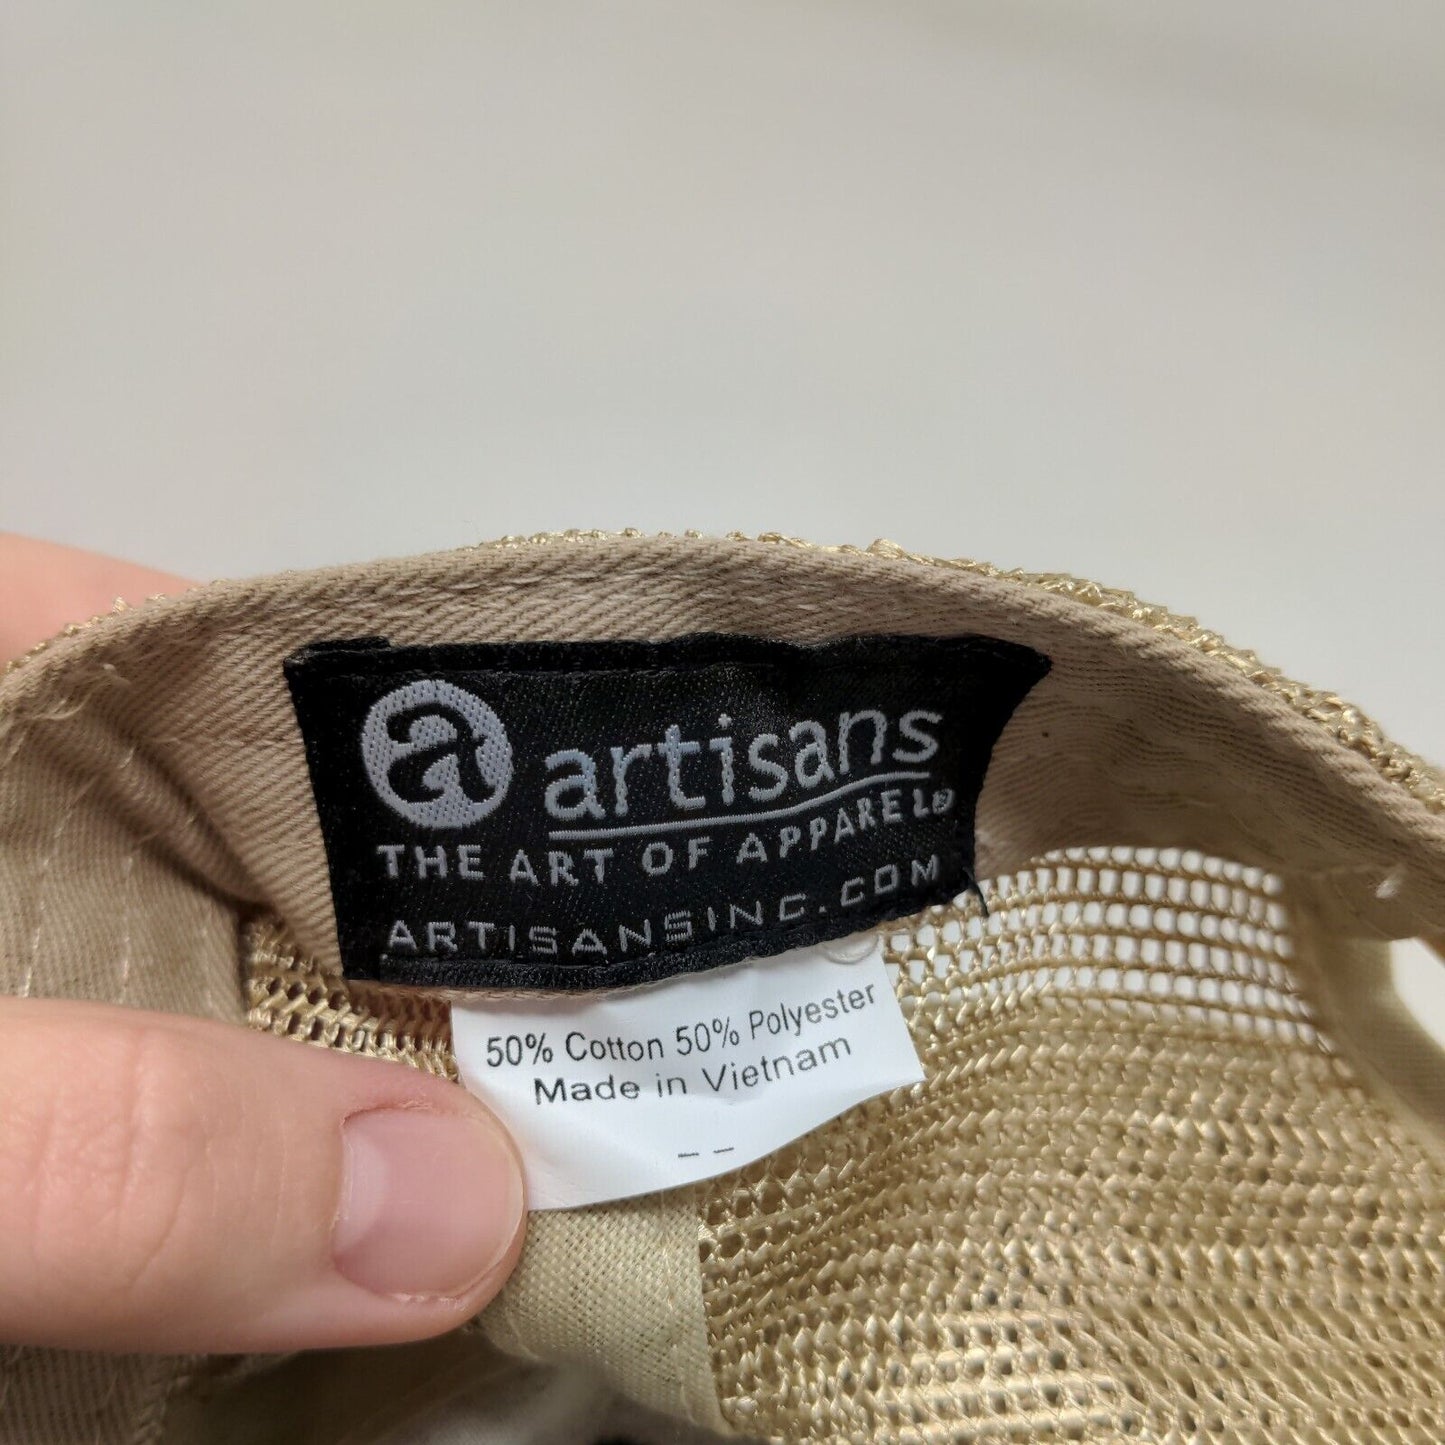 a artisans
THE ART OF APPAREL®
ARTISANSINC.COM
50% Cotton 50% Polyester
Made in Vietnam
– –